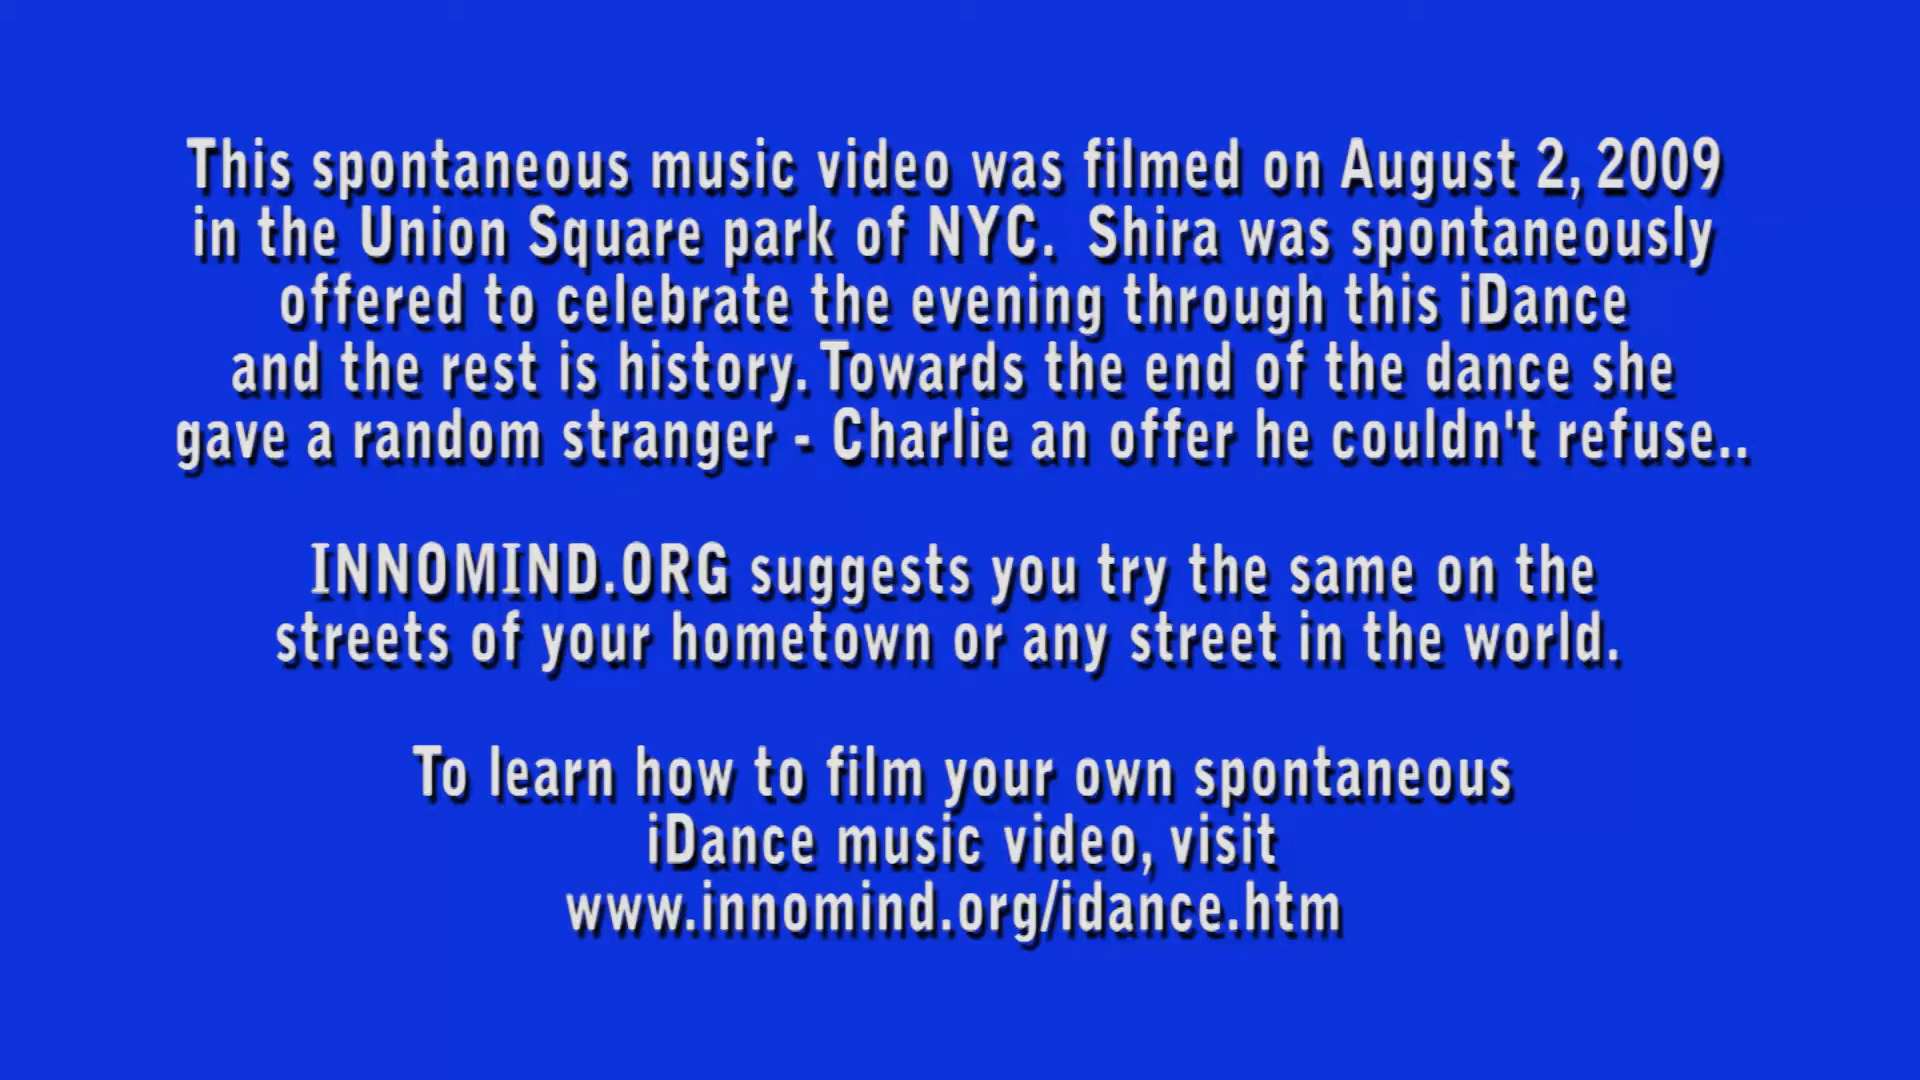 This spontaneous music video was filmed on August 2, 2009
in the Union Square park of NYC. Shira was spontaneously
offered to celebrate the evening through this iDance
and the rest is history. Towards the end of the dance she
gave a random stranger - Charlie an offer he couldn't refuse..
INNOMIND.ORG suggests you try the same on the
streets of your hometown or any street in the world.
To learn how to film your own spontaneous
iDance music video, visit
www.innomind.org/idance.htm